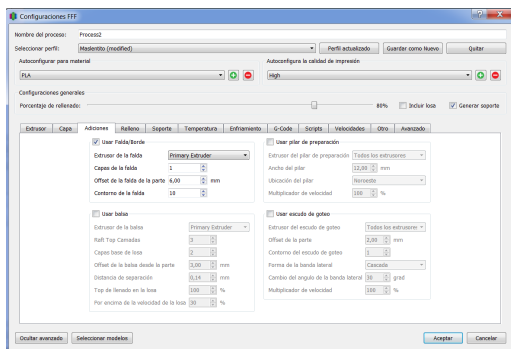 Configuraciones FFF
Nombre del proceso: Process2
Seleccionar perfil: Maslentito (modified) Perfil actualizado Guardar como Nuevo Quitar
Autoconfigurar para material Autoconfigura la calidad de impresión
PLA High
Configuraciones generales
Porcentaje de rellenado: 80% Incluir losa Generar soporte
Extrusor Capa Adiciones Relleno Soporte Temperatura Enfriamiento G-Code Scripts Velocidades Otro Avanzado
Usar Falda/Borde Usar pilar de preparación
Extrusor de la falda Primary Extruder Extrusor del pilar de preparación Todos los extrusores
Capas de la falda 1 Ancho del pilar 12,00 mm
Offset de la falda de la parte 6,00 mm Ubicación del pilar Noroeste
Contorno de la falda 10 Multiplicador de velocidad 100 %
Usar balsa Usar escudo de goteo
Extrusor de la balsa Primary Extruder Extrusor del escudo de goteo Todos los extrusores
Raft Top Camadas 3 Offset de la parte 2,00 mm
Capas base de losa 2 Contorno del escudo de goteo 1
Offset de la balsa desde la parte 3,00 mm Forma de la banda lateral Cascade
Distancia de separación 0,14 mm Cambio del angulo de la banda lateral 30 grad
Top de llenado en la losa 100 % Multiplicador de velocidad 100 %
Por encima de la velocidad de la losa 30 %
Ocultar avanzado Seleccionar modelos Aceptar Cancelar